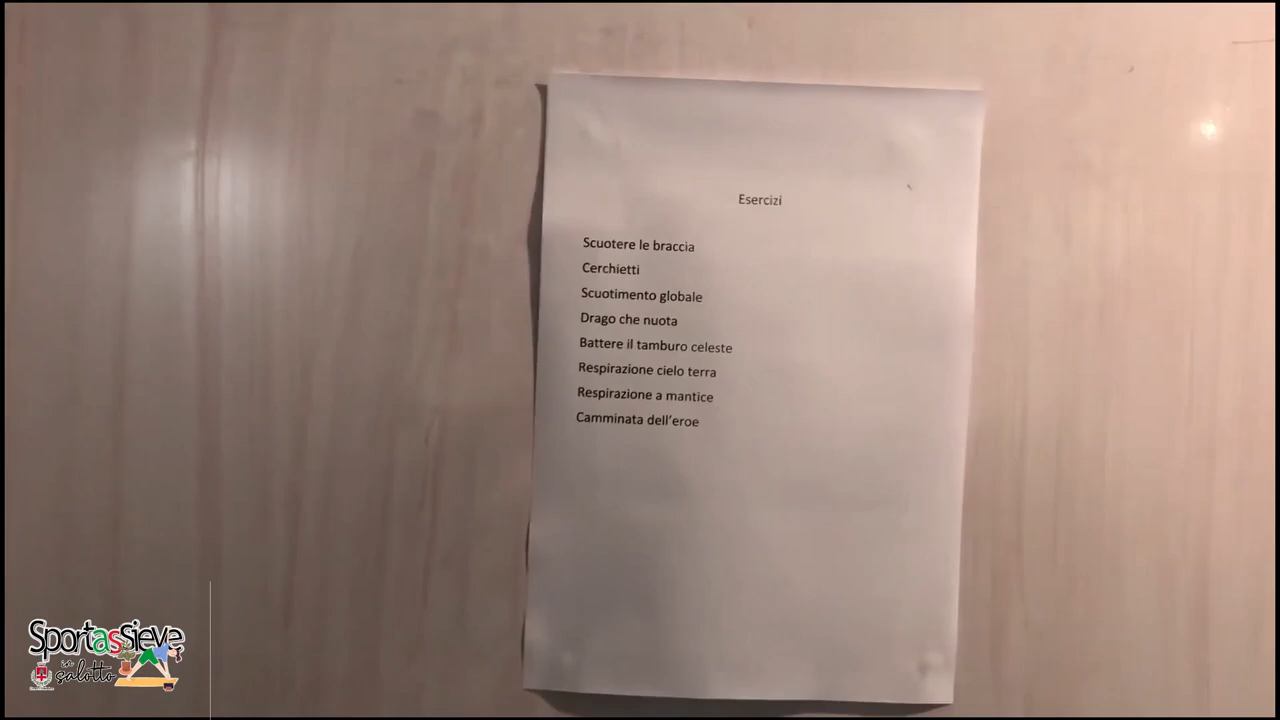 Esercizi
Scuotere le braccia
Cerchietti
Scuotimento globale
Drago che nuota
Battere il tamburo celeste
Respirazione cielo terra
Respirazione a mantice
Camminata dell'eroe
SportasSieve
in
salotto